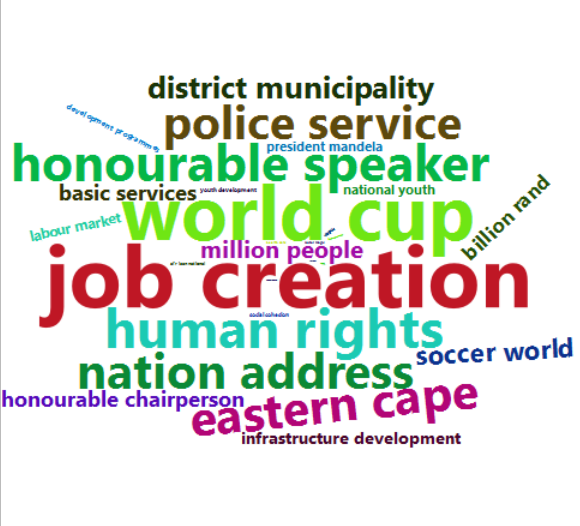 district municipality
development programmes
police service
president mandela
honourable speaker
youth development
national youth
basic services
billion rand
world cup
labour market
million people
job creation
social cohesion
human rights
soccer world
nation address
honourable chairperson
eastern cape
infrastructure development